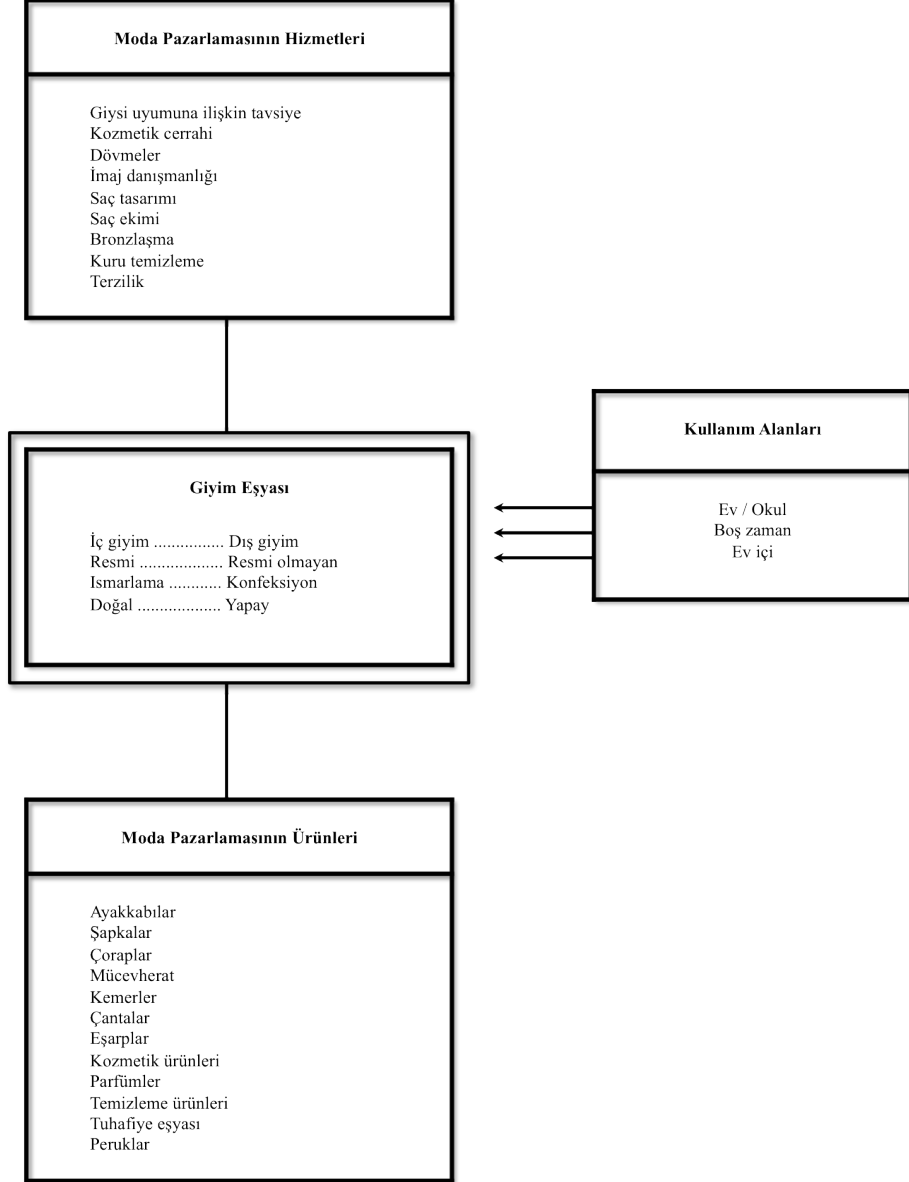 Moda Pazarlamasının Hizmetleri
Giysi uyumuna ilişkin tavsiye
Kozmetik cerrahi
Dövmeler
İmaj danışmanlığı
Saç tasarımı
Saç ekimi
Bronzlaşma
Kuru temizleme
Terzilik
Giyim Eşyası
İç giyim ................ Dış giyim
Resmi ................... Resmi olmayan
Ismarlama ............ Konfeksiyon
Doğal ................... Yapay
Kullanım Alanları
Ev / Okul
Boş zaman
Ev içi
Moda Pazarlamasının Ürünleri
Ayakkabılar
Şapkalar
Çoraplar
Mücevherat
Kemerler
Çantalar
Eşarplar
Kozmetik ürünleri
Parfümler
Temizleme ürünleri
Tuhafiye eşyası
Peruklar